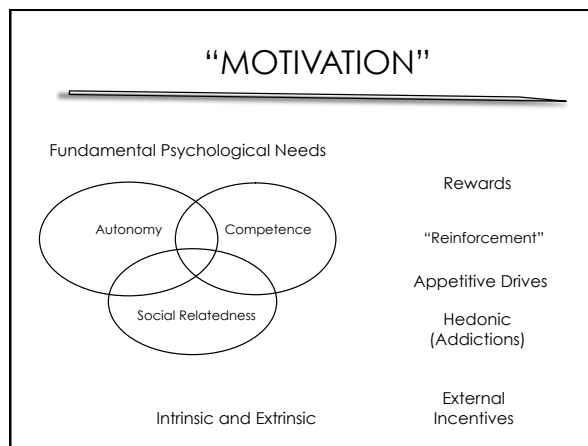 “MOTIVATION”
Fundamental Psychological Needs
Autonomy
Competence
Social Relatedness
Intrinsic and Extrinsic
Rewards
“Reinforcement”
Appetitive Drives
Hedonic
(Addictions)
External
Incentives